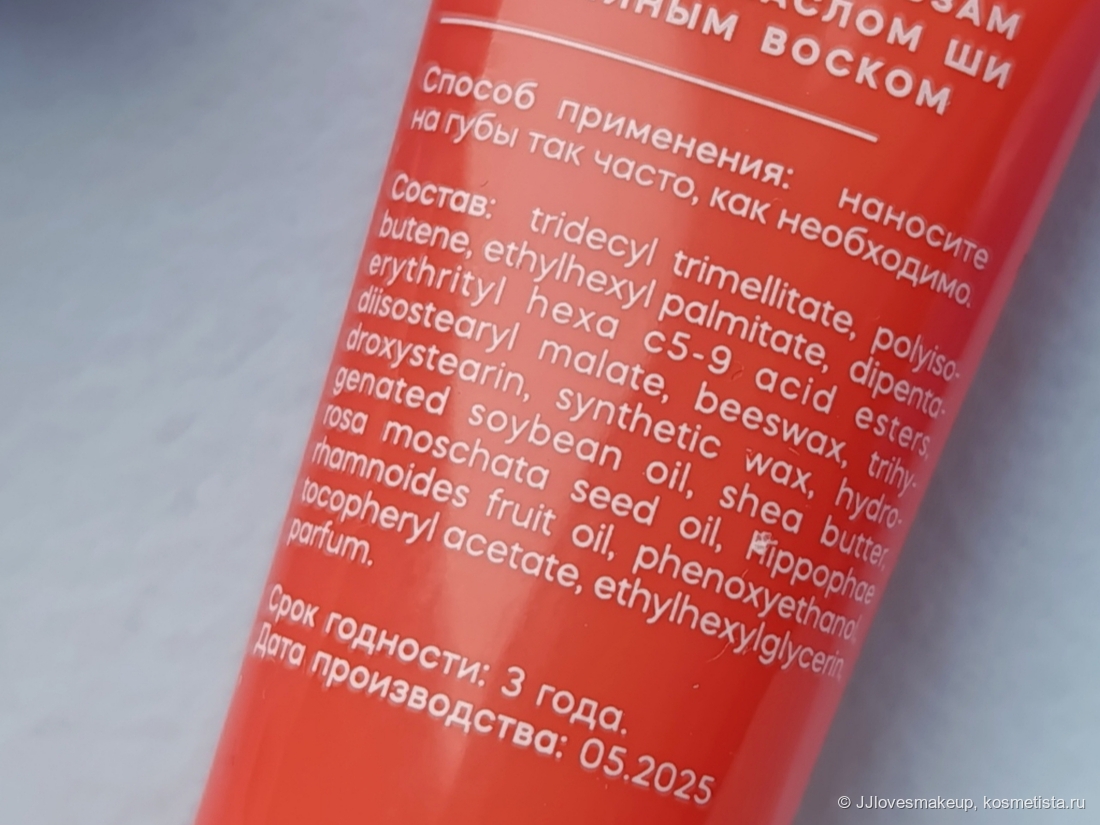 АСЛОМ ШИ
ВОСКОМ
Способ применения: наносите
на губы так часто, как необходимо.
Состав: tridecyl trimellitate, polyiso-
butene, ethylhexyl palmitate, dipenta-
erythrityl hexa c5-9 acid esters,
diisostearyl malate, beeswax, trihy-
droxystearin, synthetic wax, hydro-
genated soybean oil, shea butter,
rosa moschata seed oil, Hippophae
rhamnoides fruit oil, phenoxyethanol,
tocopheryl acetate, ethylhexylglycerin,
parfum.
Срок годности: 3 года.
Дата производства: 05.2025
© JJlovesmakeup, kosmetista.ru